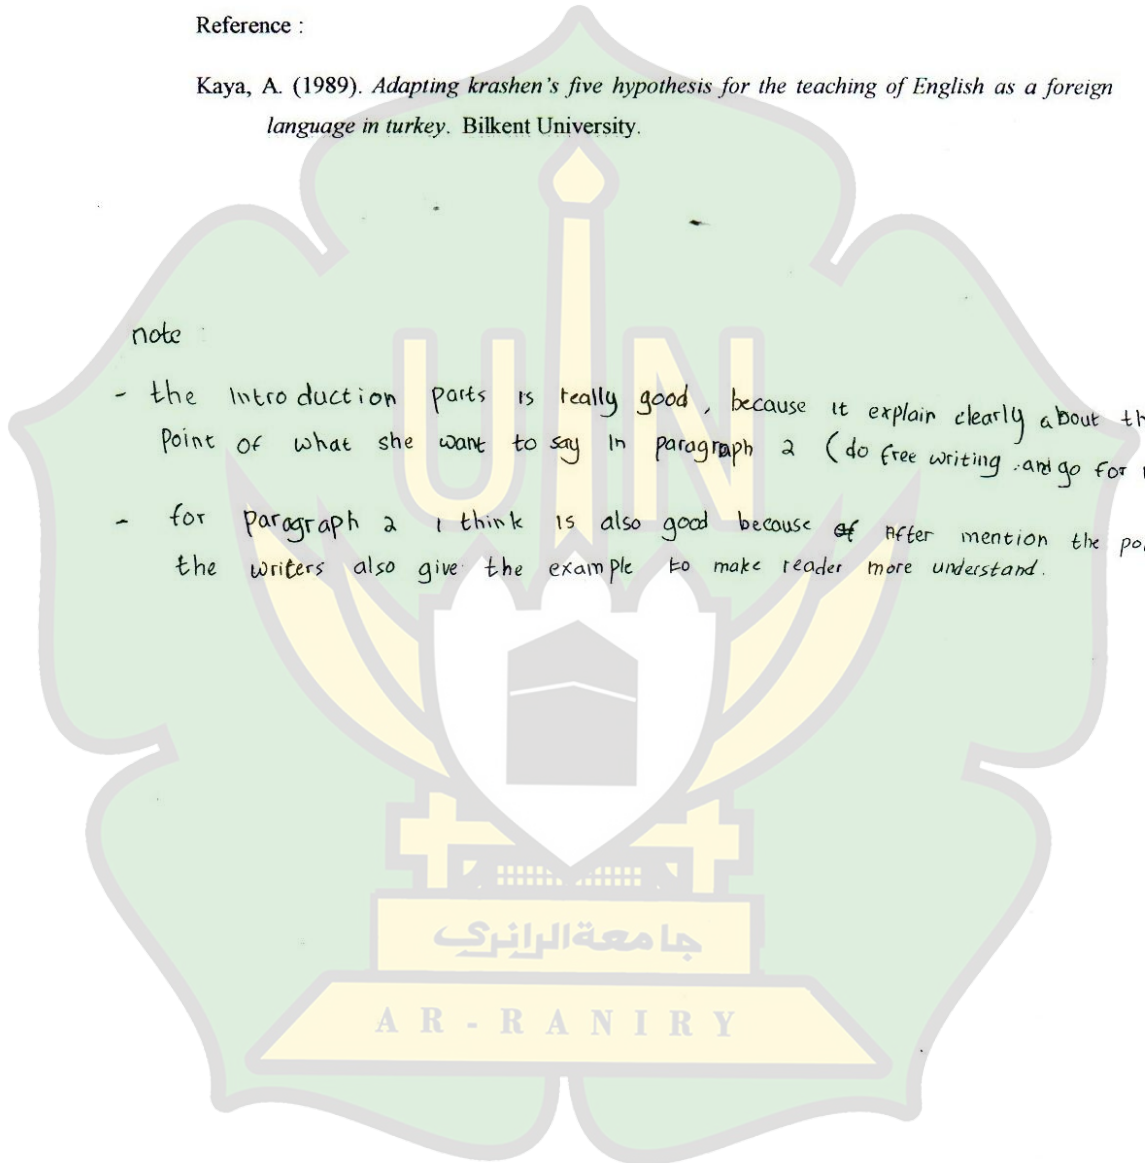 Reference :
Kaya, A. (1989). Adapting krashen's five hypothesis for the teaching of English as a foreign
language in turkey. Bilkent University.
note :
- the introduction parts is really good, because it explain clearly about
point of what she want to say in paragraph 2 (do free writing and go for
- for paragraph 2 i think is also good because After mention the
the writers also give the example to make reader more understand.
UIN
جامعة الرانري
AR-RANIRY